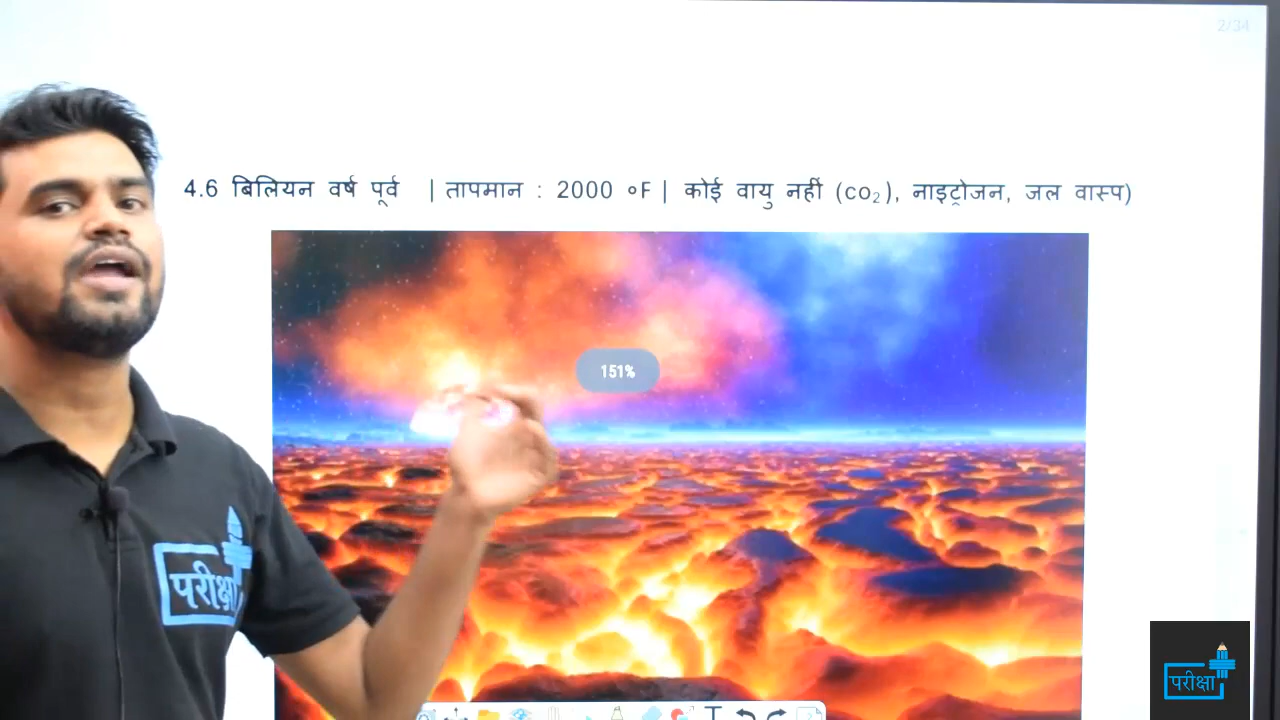 2/34
4.6 बिलियन वर्ष पूर्व | तापमान : 2000 °F | कोई वायु नहीं (co₂), नाइट्रोजन, जल वास्प)
151%
परीक्षा
परीक्षा